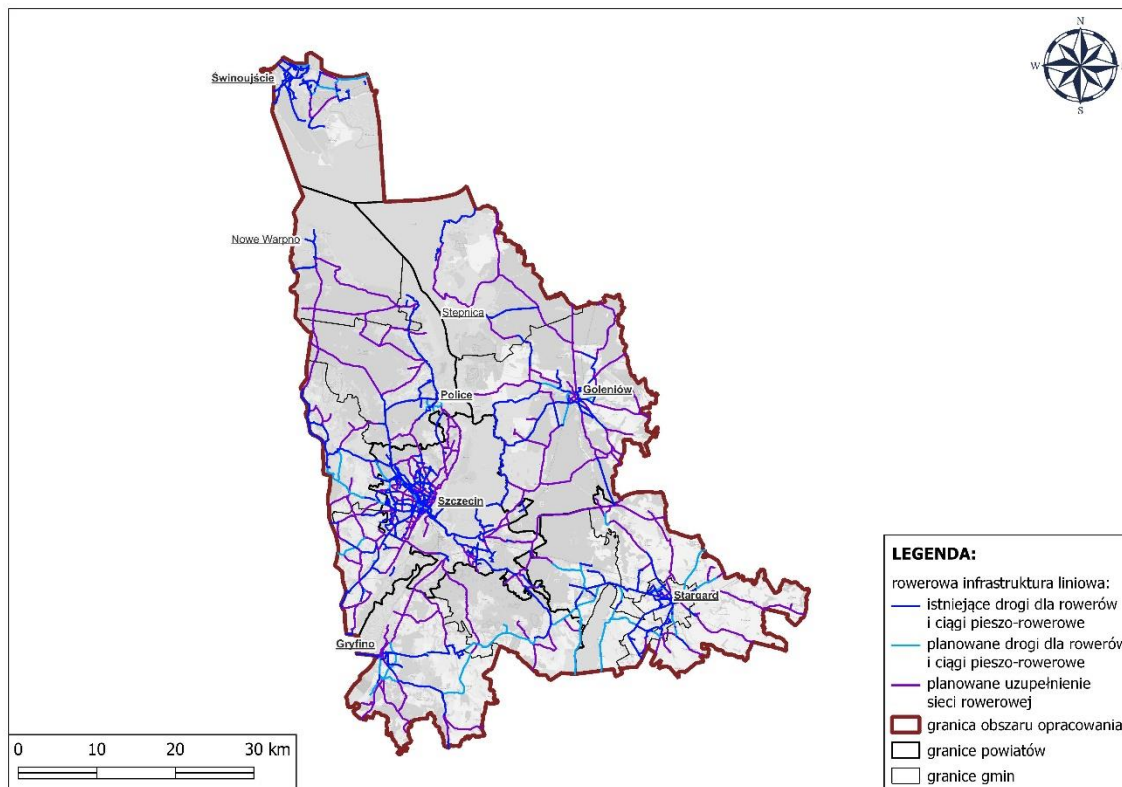 N
W
S
Świnoujście
Nowe Warpno
Stepnica
Goleniów
Police
Szczecin
Stargard
Gryfino
0 10 20 30 km
LEGENDA:
rowerowa infrastruktura liniowa:
istniejące drogi dla rowerów
i ciągi pieszo-rowerowe
planowane drogi dla rowerów
i ciągi pieszo-rowerowe
planowane uzupełnienie
sieci rowerowej
granica obszaru opracowania
granice powiatów
granice gmin